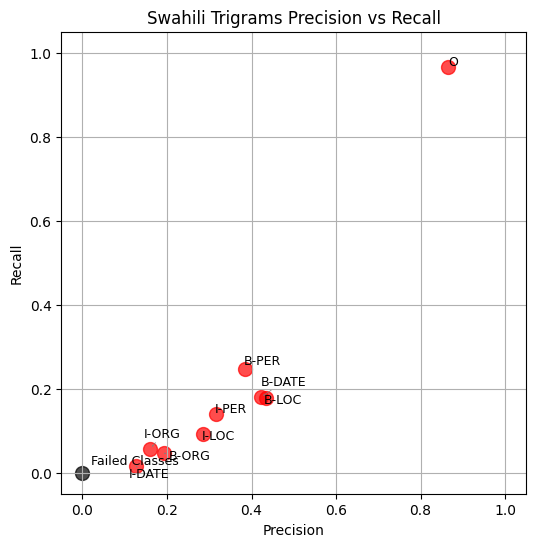 Swahili Trigrams Precision vs Recall
1.0
O
0.8
0.6
Recall
0.4
B-PER
B-DATE
0.2
B-LOC
I-PER
I-ORG
I-LOC
B-ORG
Failed Classes
0.0
I-DATE
0.0 0.2 0.4 0.6 0.8 1.0
Precision